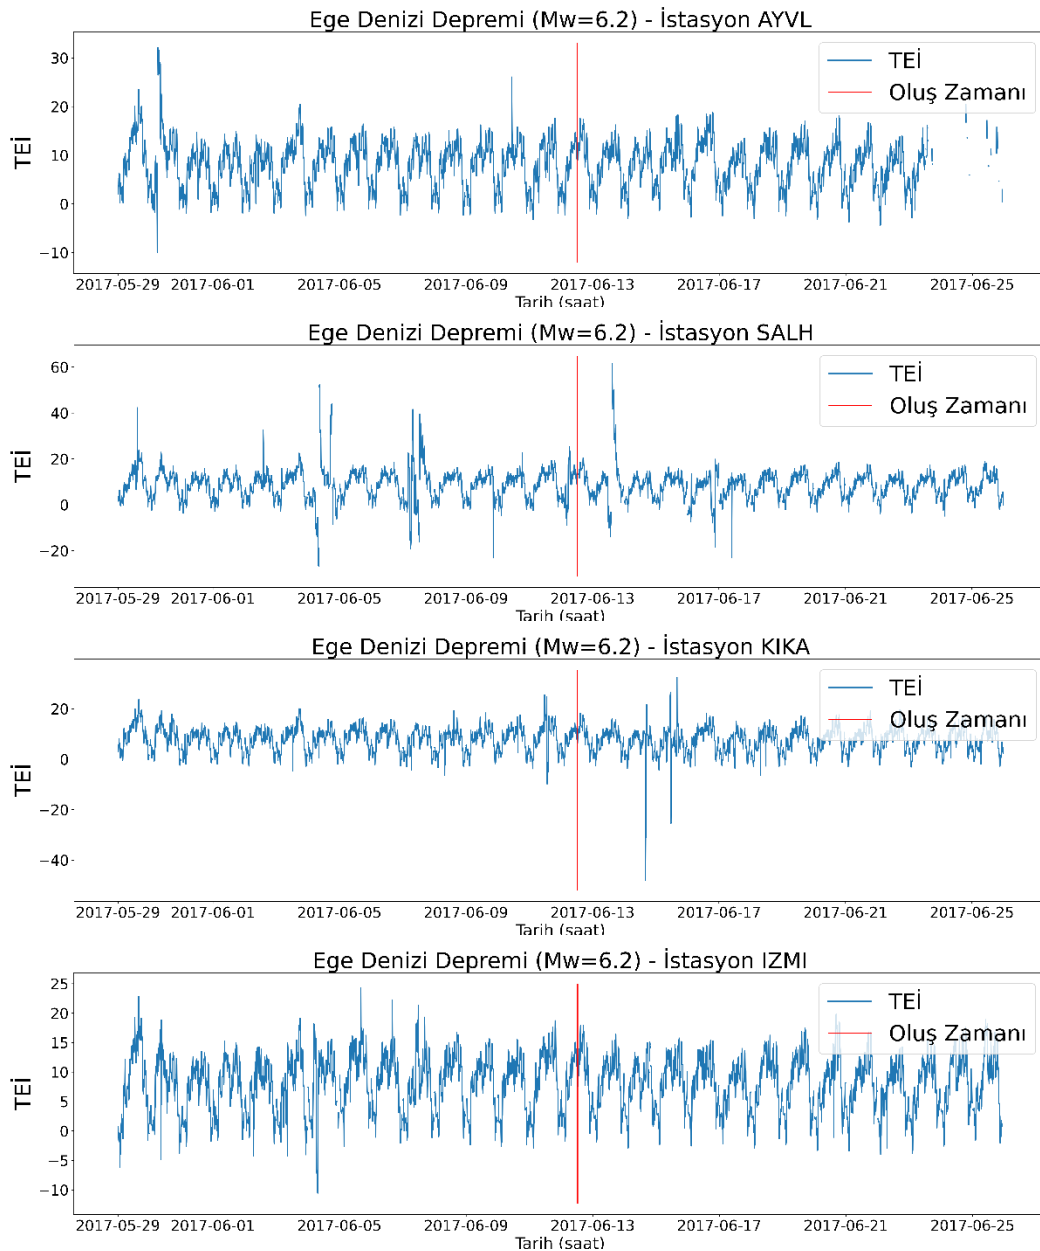 Ege Denizi Depremi (Mw=6.2) - İstasyon AYVL
30
20
10
0
−10
TEİ
TEİ
Oluş Zamanı
2017-05-29 2017-06-01 2017-06-05 2017-06-09 2017-06-13 2017-06-17 2017-06-21 2017-06-25
Tarih (saat)
Ege Denizi Depremi (Mw=6.2) - İstasyon SALH
60
40
20
0
−20
TEİ
TEİ
Oluş Zamanı
2017-05-29 2017-06-01 2017-06-05 2017-06-09 2017-06-13 2017-06-17 2017-06-21 2017-06-25
Tarih (saat)
Ege Denizi Depremi (Mw=6.2) - İstasyon KIKA
20
0
−20
−40
TEİ
TEİ
Oluş Zamanı
2017-05-29 2017-06-01 2017-06-05 2017-06-09 2017-06-13 2017-06-17 2017-06-21 2017-06-25
Tarih (saat)
Ege Denizi Depremi (Mw=6.2) - İstasyon IZMI
25
20
15
10
5
0
−5
−10
TEİ
TEİ
Oluş Zamanı
2017-05-29 2017-06-01 2017-06-05 2017-06-09 2017-06-13 2017-06-17 2017-06-21 2017-06-25
Tarih (saat)